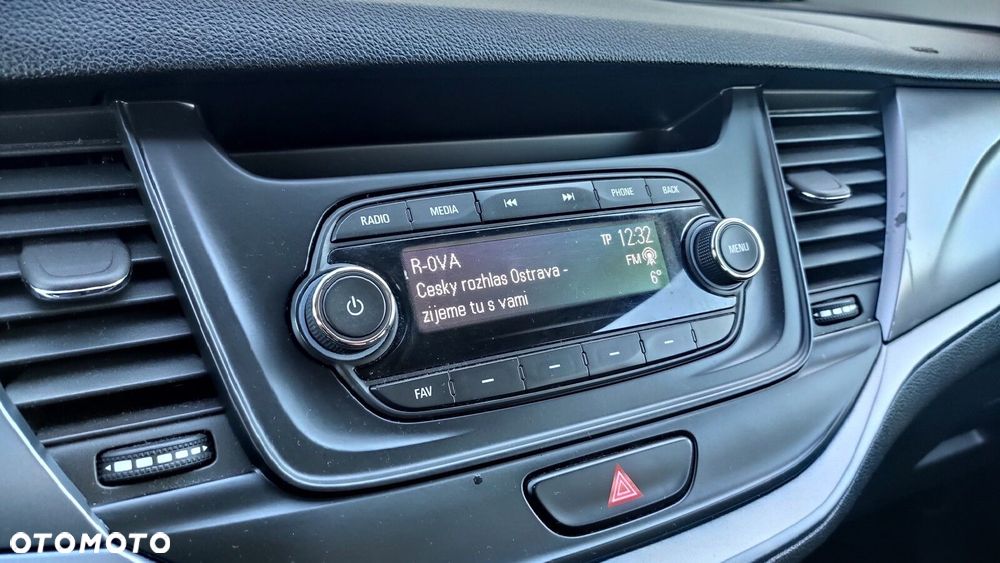 RADIO MEDIA PHONE BACK
R-OVA TP 12:32
FM
Cesky rozhlas Ostrava -
zijeme tu s vami 6°
MENU
FAV
OTOMOTO